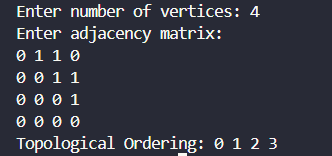 Enter number of vertices: 4
Enter adjacency matrix:
0 1 1 0
0 0 1 1
0 0 0 1
0 0 0 0
Topological Ordering: 0 1 2 3